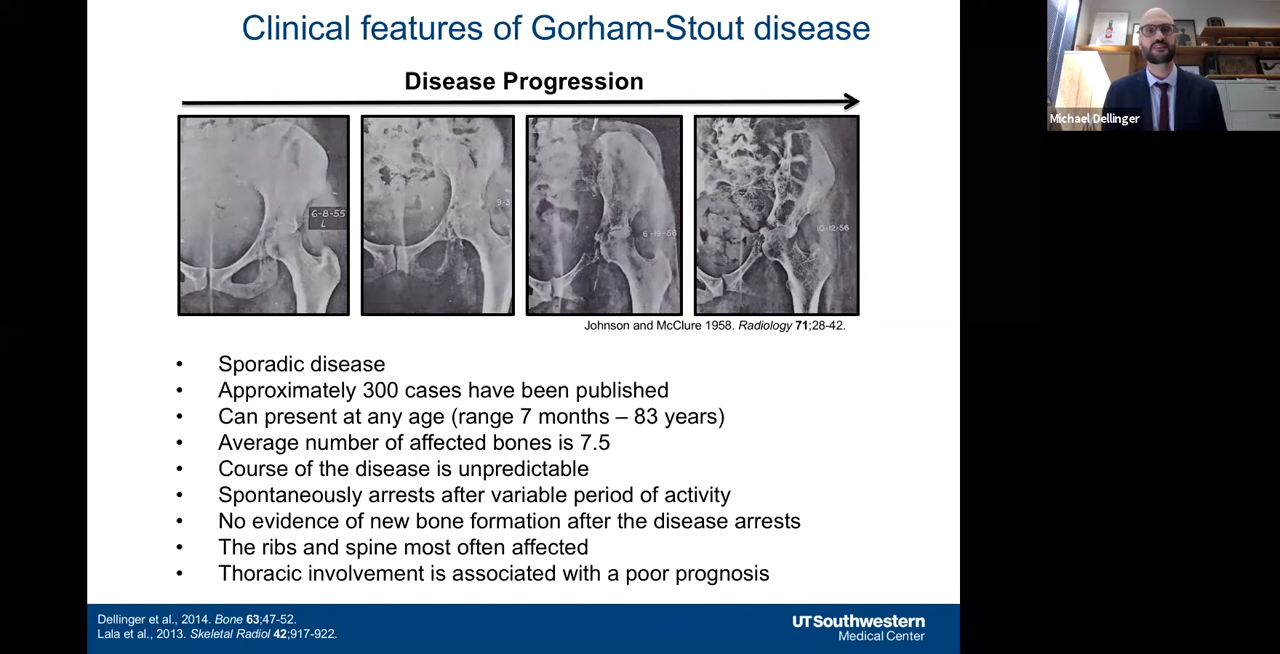 Clinical features of Gorham-Stout disease
Michael Dellinger
Disease Progression
6-8-55
L
9-3
6-19-56
10-12-56
Johnson and McClure 1958. Radiology 71;28-42.
• Sporadic disease
• Approximately 300 cases have been published
• Can present at any age (range 7 months – 83 years)
• Average number of affected bones is 7.5
• Course of the disease is unpredictable
• Spontaneously arrests after variable period of activity
• No evidence of new bone formation after the disease arrests
• The ribs and spine most often affected
• Thoracic involvement is associated with a poor prognosis
Dellinger et al., 2014. Bone 63;47-52.
Lala et al., 2013. Skeletal Radiol 42;917-922.
UTSouthwestern
Medical Center